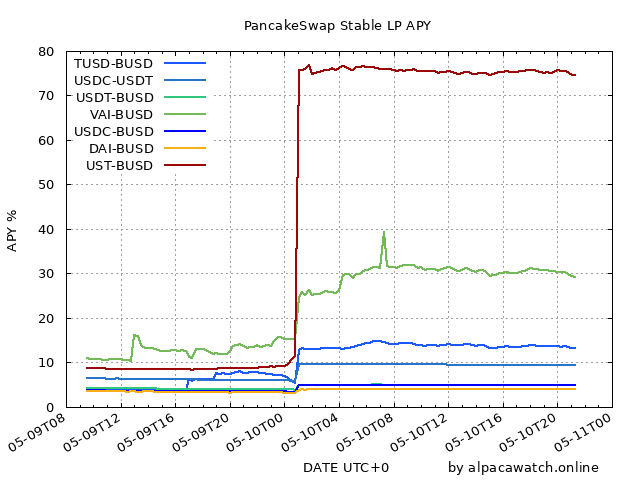 PancakeSwap Stable LP APY
APY %
80
70
60
50
40
30
20
10
0
TUSD-BUSD
USDC-USDT
USDT-BUSD
VAI-BUSD
USDC-BUSD
DAI-BUSD
UST-BUSD
05-09T08
05-09T12
05-09T16
05-09T20
05-10T00
05-10T04
05-10T08
05-10T12
05-10T16
05-10T20
05-11T00
DATE UTC+0
by alpacawatch.online